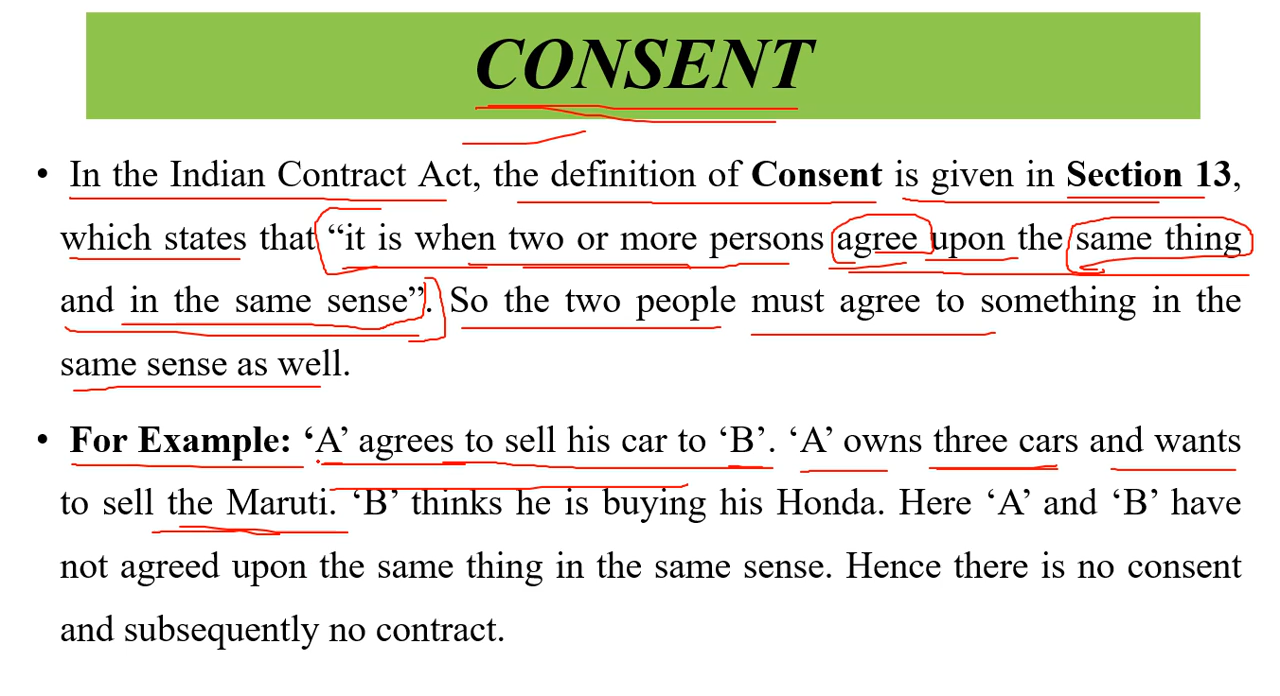 CONSENT
• In the Indian Contract Act, the definition of Consent is given in Section 13,
which states that “it is when two or more persons agree upon the same thing
and in the same sense”. So the two people must agree to something in the
same sense as well.
• For Example: ‘A’ agrees to sell his car to ‘B’. ‘A’ owns three cars and wants
to sell the Maruti. ‘B’ thinks he is buying his Honda. Here ‘A’ and ‘B’ have
not agreed upon the same thing in the same sense. Hence there is no consent
and subsequently no contract.